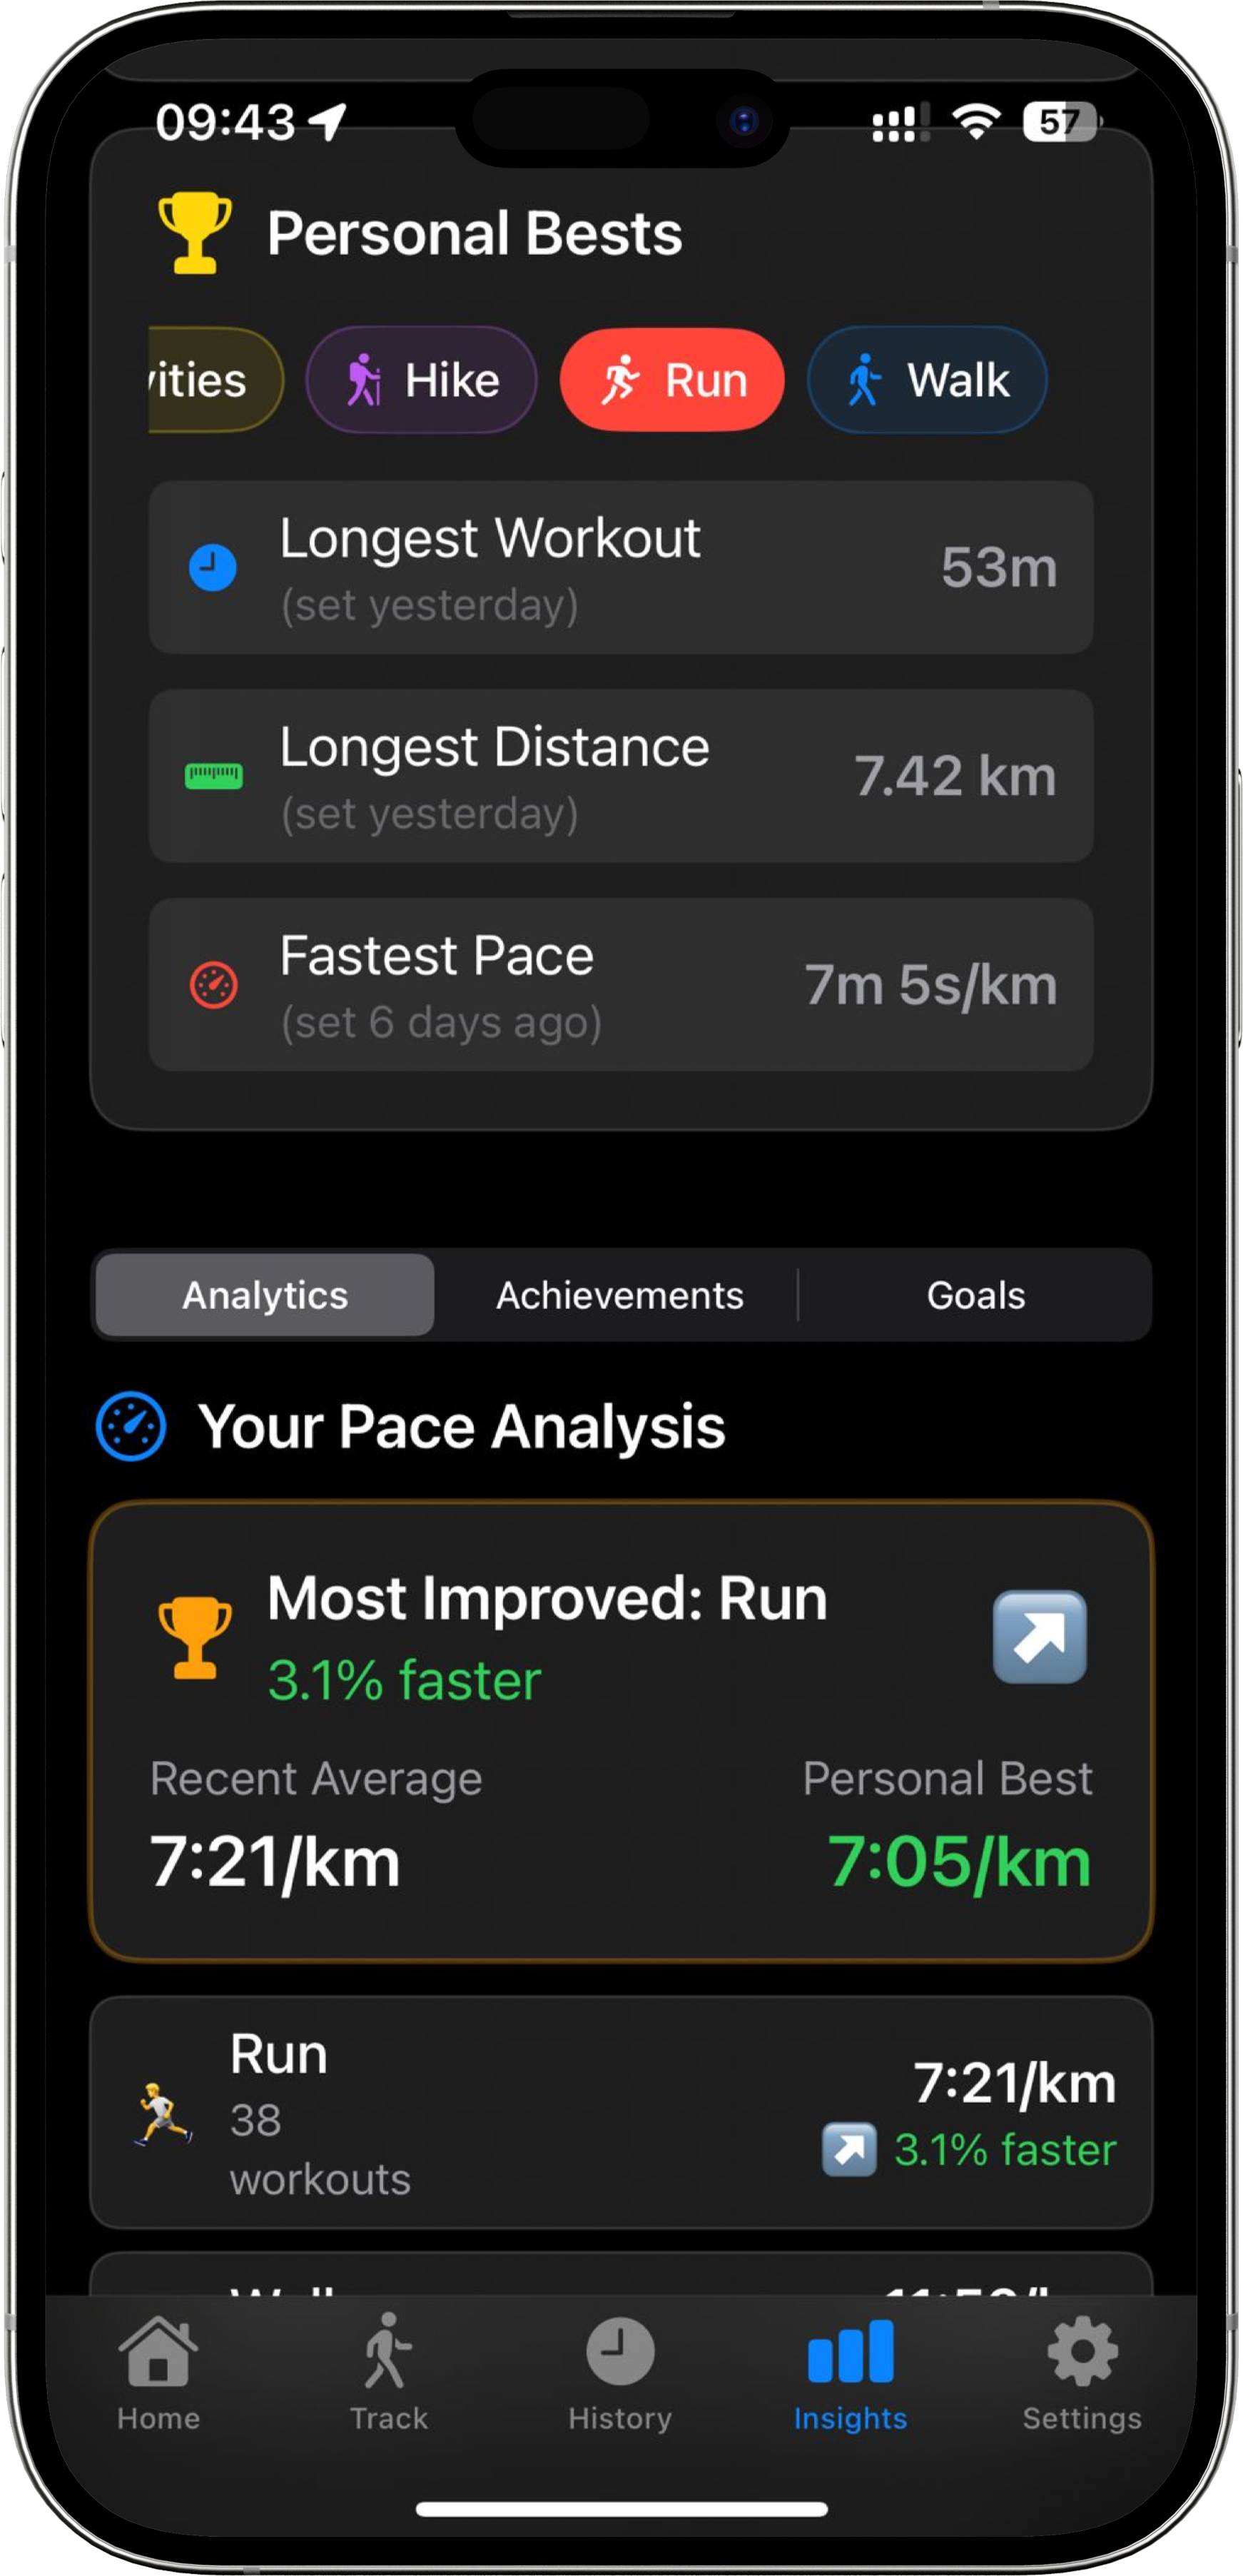 09:43
57
Personal Bests
vities
Hike
Run
Walk
Longest Workout
(set yesterday)
53m
Longest Distance
(set yesterday)
7.42 km
Fastest Pace
(set 6 days ago)
7m 5s/km
Analytics
Achievements
Goals
Your Pace Analysis
Most Improved: Run
3.1% faster
Recent Average
Personal Best
7:21/km
7:05/km
Run
38
workouts
7:21/km
3.1% faster
Home
Track
History
Insights
Settings